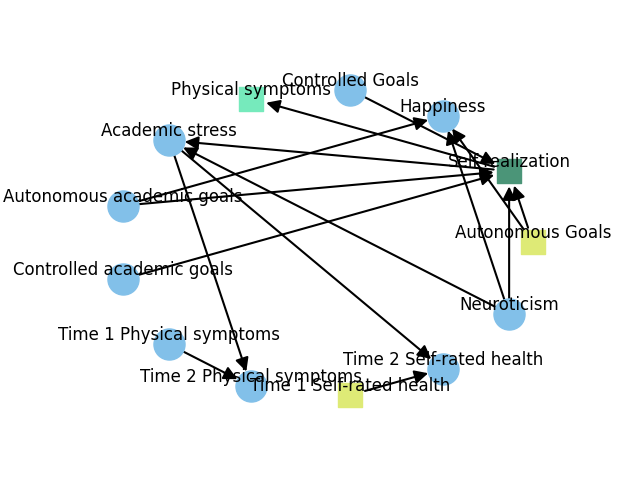 Controlled Goals
Physical symptoms
Happiness
Academic stress
Self-realization
Autonomous academic goals
Autonomous Goals
Controlled academic goals
Neuroticism
Time 1 Physical symptoms
Time 2 Self-rated health
Time 2 Physical symptoms
Time 1 Self-rated health